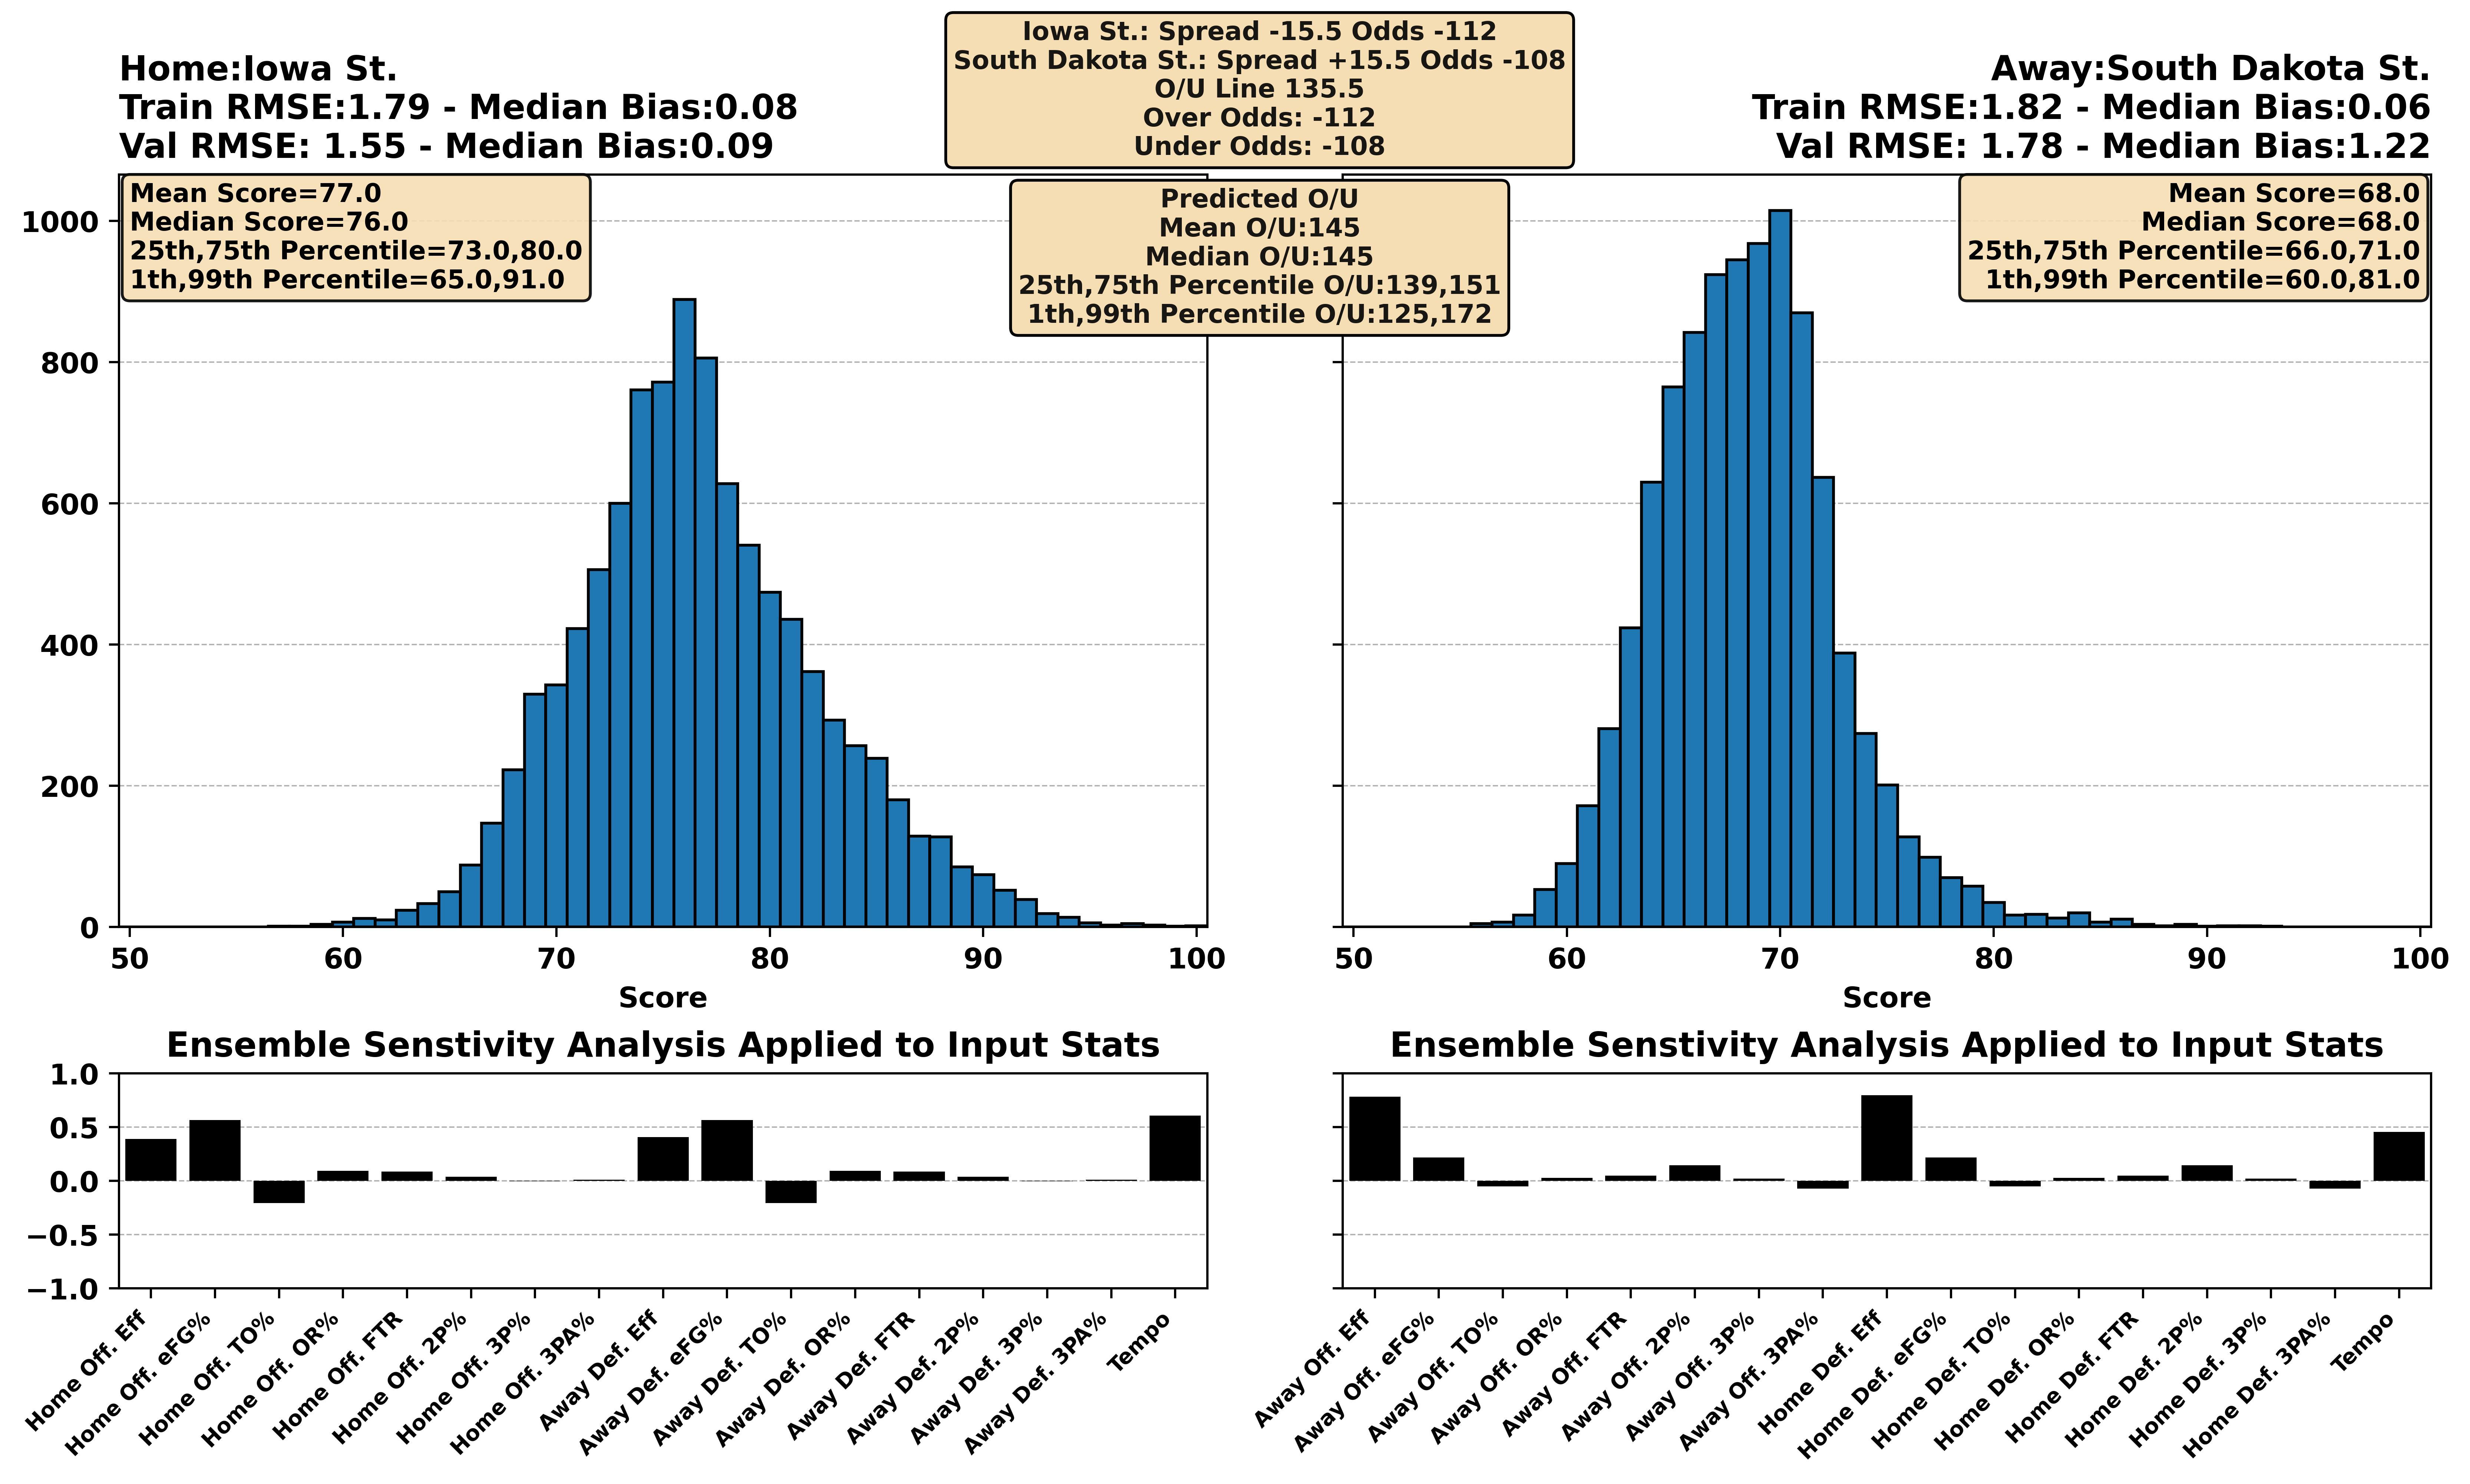 Iowa St.: Spread -15.5 Odds -112
South Dakota St.: Spread +15.5 Odds -108
O/U Line 135.5
Over Odds: -112
Under Odds: -108
Home:Iowa St.
Train RMSE:1.79 - Median Bias:0.08
Val RMSE: 1.55 - Median Bias:0.09
Away:South Dakota St.
Train RMSE:1.82 - Median Bias:0.06
Val RMSE: 1.78 - Median Bias:1.22
Mean Score=77.0
Median Score=76.0
25th,75th Percentile=73.0,80.0
1th,99th Percentile=65.0,91.0
Predicted O/U
Mean O/U:145
Median O/U:145
25th,75th Percentile O/U:139,151
1th,99th Percentile O/U:125,172
Mean Score=68.0
Median Score=68.0
25th,75th Percentile=66.0,71.0
1th,99th Percentile=60.0,81.0
1000
800
600
400
200
0
50 60 70 80 90 100
Score
50 60 70 80 90 100
Score
Ensemble Senstivity Analysis Applied to Input Stats
1.0
0.5
0.0
−0.5
−1.0
Home Off. Eff
Home Off. eFG%
Home Off. TO%
Home Off. OR%
Home Off. FTR
Home Off. 2P%
Home Off. 3P%
Home Off. 3PA%
Away Def. Eff
Away Def. eFG%
Away Def. TO%
Away Def. OR%
Away Def. FTR
Away Def. 2P%
Away Def. 3P%
Away Def. 3PA%
Tempo
Ensemble Senstivity Analysis Applied to Input Stats
Away Off. Eff
Away Off. eFG%
Away Off. TO%
Away Off. OR%
Away Off. FTR
Away Off. 2P%
Away Off. 3P%
Away Off. 3PA%
Home Def. Eff
Home Def. eFG%
Home Def. TO%
Home Def. OR%
Home Def. FTR
Home Def. 2P%
Home Def. 3P%
Home Def. 3PA%
Tempo